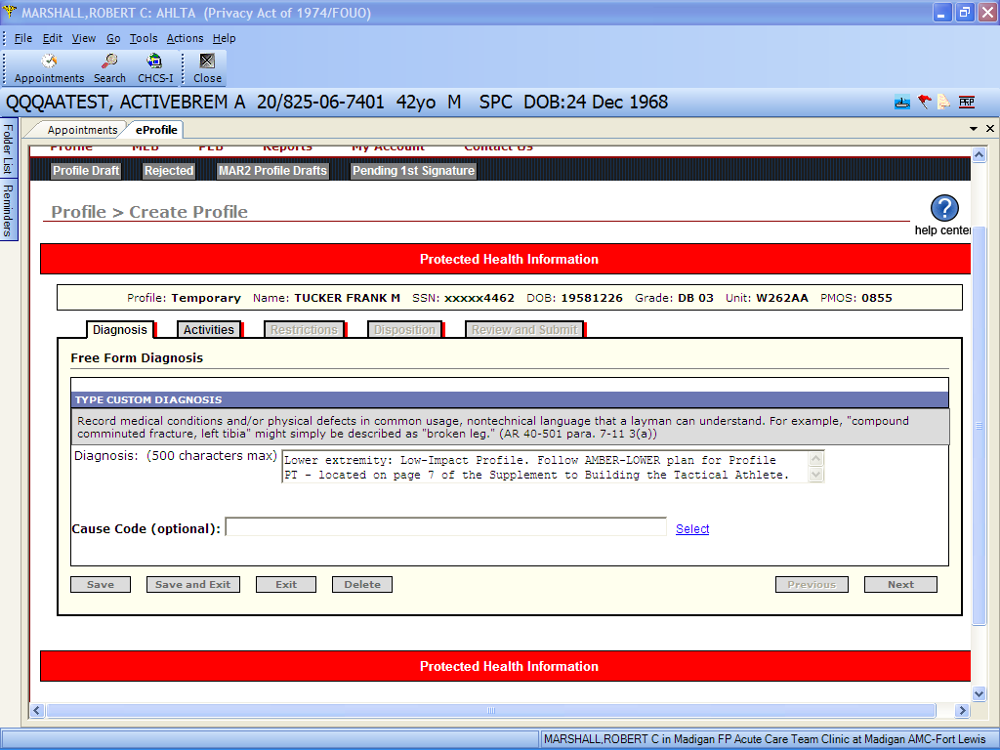 MARSHALL,ROBERT C: AHLTA (Privacy Act of 1974/FOUO)
File Edit View Go Tools Actions Help
Appointments Search CHCS-I Close
QQQAATEST, ACTIVEBREM A 20/825-06-7401 42yo M SPC DOB:24 Dec 1968
Folder List
Reminders
Appointments eProfile
Profile MEB PEB Reports My Account Contact Us
Profile Draft Rejected MAR2 Profile Drafts Pending 1st Signature
Profile > Create Profile
?
help center
Protected Health Information
Profile: Temporary Name: TUCKER FRANK M SSN: xxxxx4462 DOB: 19581226 Grade: DB 03 Unit: W262AA PMOS: 0855
Diagnosis Activities Restrictions Disposition Review and Submit
Free Form Diagnosis
TYPE CUSTOM DIAGNOSIS
Record medical conditions and/or physical defects in common usage, nontechnical language that a layman can understand. For example, "compound
comminuted fracture, left tibia" might simply be described as "broken leg." (AR 40-501 para. 7-11 3(a))
Diagnosis: (500 characters max) Lower extremity: Low-Impact Profile. Follow AMBER-LOWER plan for Profile
PT - located on page 7 of the Supplement to Building the Tactical Athlete.
Cause Code (optional): Select
Save Save and Exit Exit Delete Previous Next
Protected Health Information
MARSHALL,ROBERT C in Madigan FP Acute Care Team Clinic at Madigan AMC-Fort Lewis